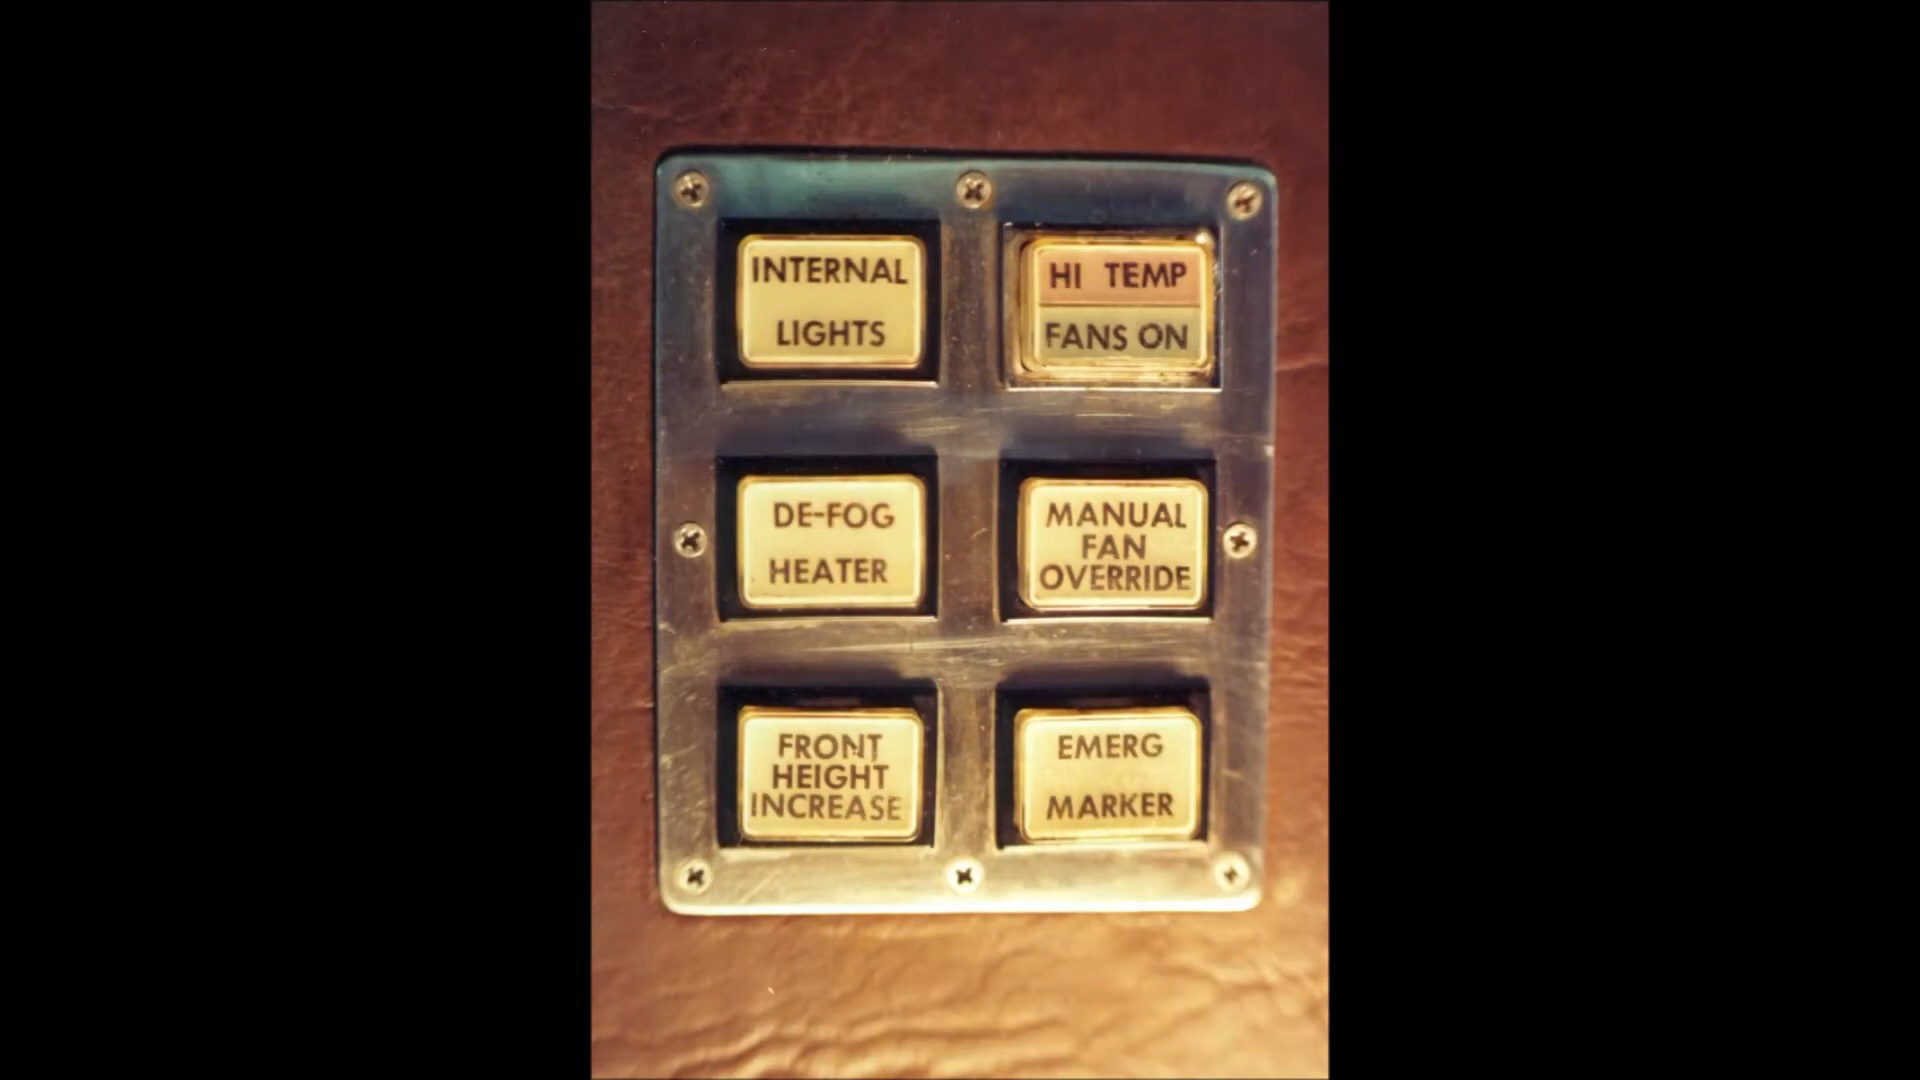 INTERNAL
LIGHTS
HI TEMP
FANS ON
DE-FOG
HEATER
MANUAL
FAN
OVERRIDE
FRONT
HEIGHT
INCREASE
EMERG
MARKER